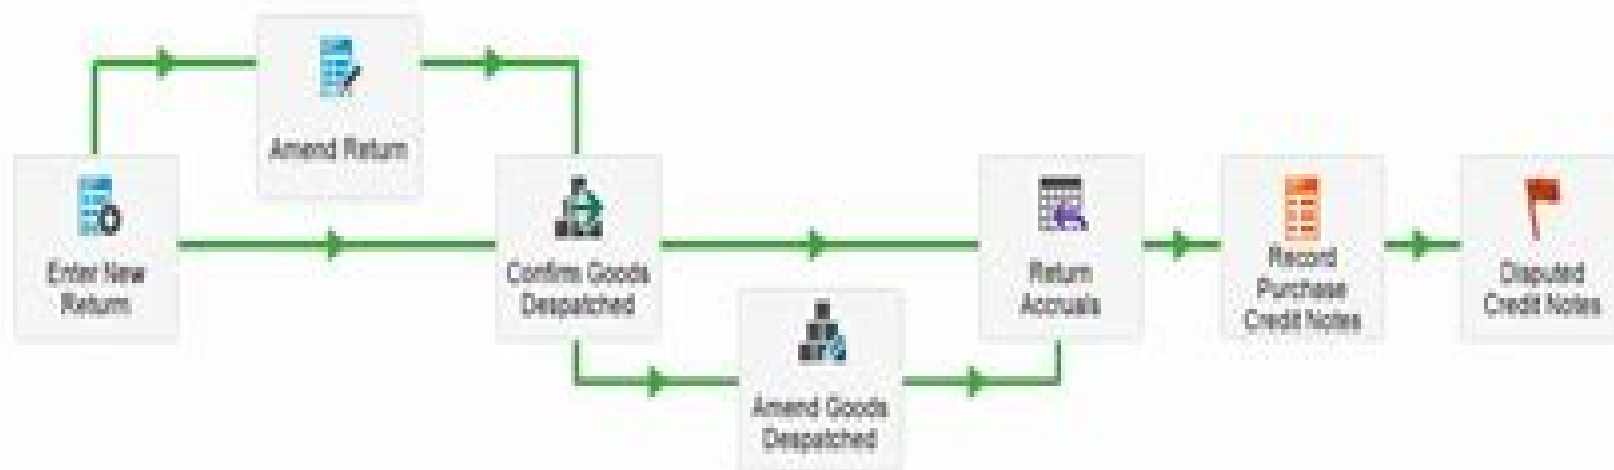 Amend Return
Enter New
Return
Confirm Goods
Despatched
Amend Goods
Despatched
Return
Accruals
Record
Purchase
Credit Notes
Disputed
Credit Notes